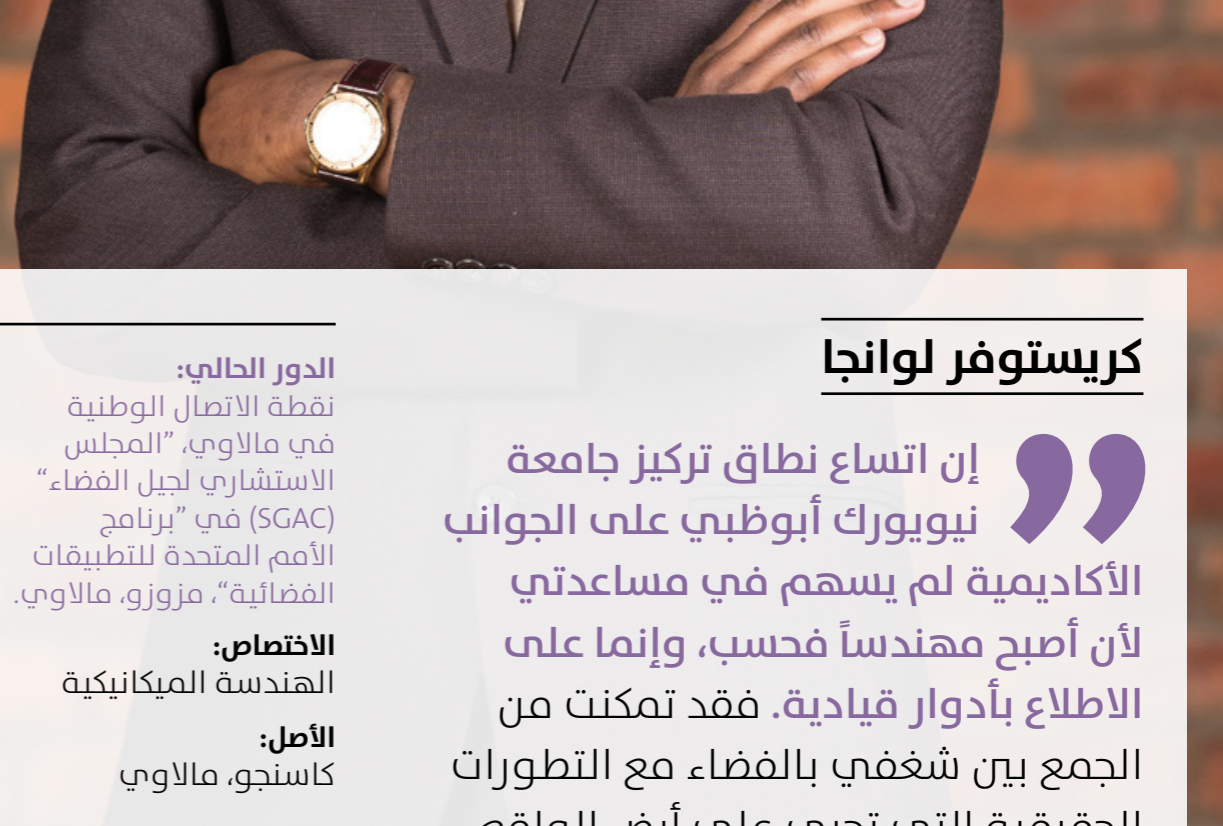 كريستوفر لوانجا
إن اتساع نطاق تركيز جامعة
نيويورك أبوظبي على الجوانب
الأكاديمية لم يسهم في مساعدتي
لأن أصبح مهندساً فحسب، وإنما على
الاطلاع بأدوار قيادية. فقد تمكنت من
الجمع بين شغفي بالفضاء مع التطورات
الدور الحالي:
نقطة الاتصال الوطنية
في مالاوي، ”المجلس
الاستشاري لجيل الفضاء“
(SGAC) في ”برنامج
الأمم المتحدة للتطبيقات
الفضائية“، مزوزو، مالاوي.
الاختصاص:
الهندسة الميكانيكية
الأصل:
كاسنجو، مالاوي